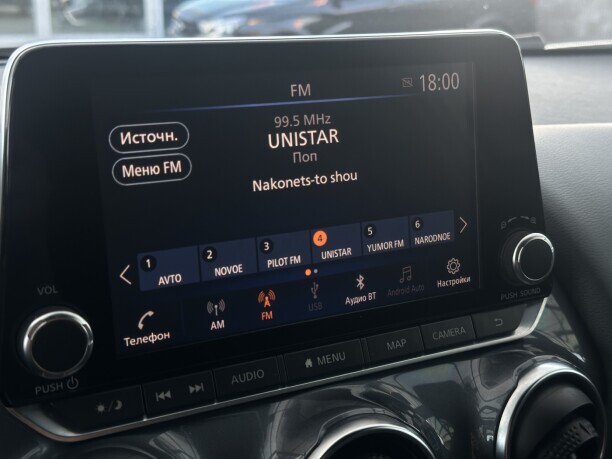 FM
18:00
99.5 MHz
UNISTAR
Поп
Nakonets-to shou
Источн.
Меню FM
1 AVTO
2 NOVOE
3 PILOT FM
4 UNISTAR
5 YUMOR FM
6 NARODNOE
Телефон
AM
FM
USB
Аудио BT
Android Auto
Настройки
VOL
PUSH
PUSH SOUND
AUDIO
MENU
MAP
CAMERA